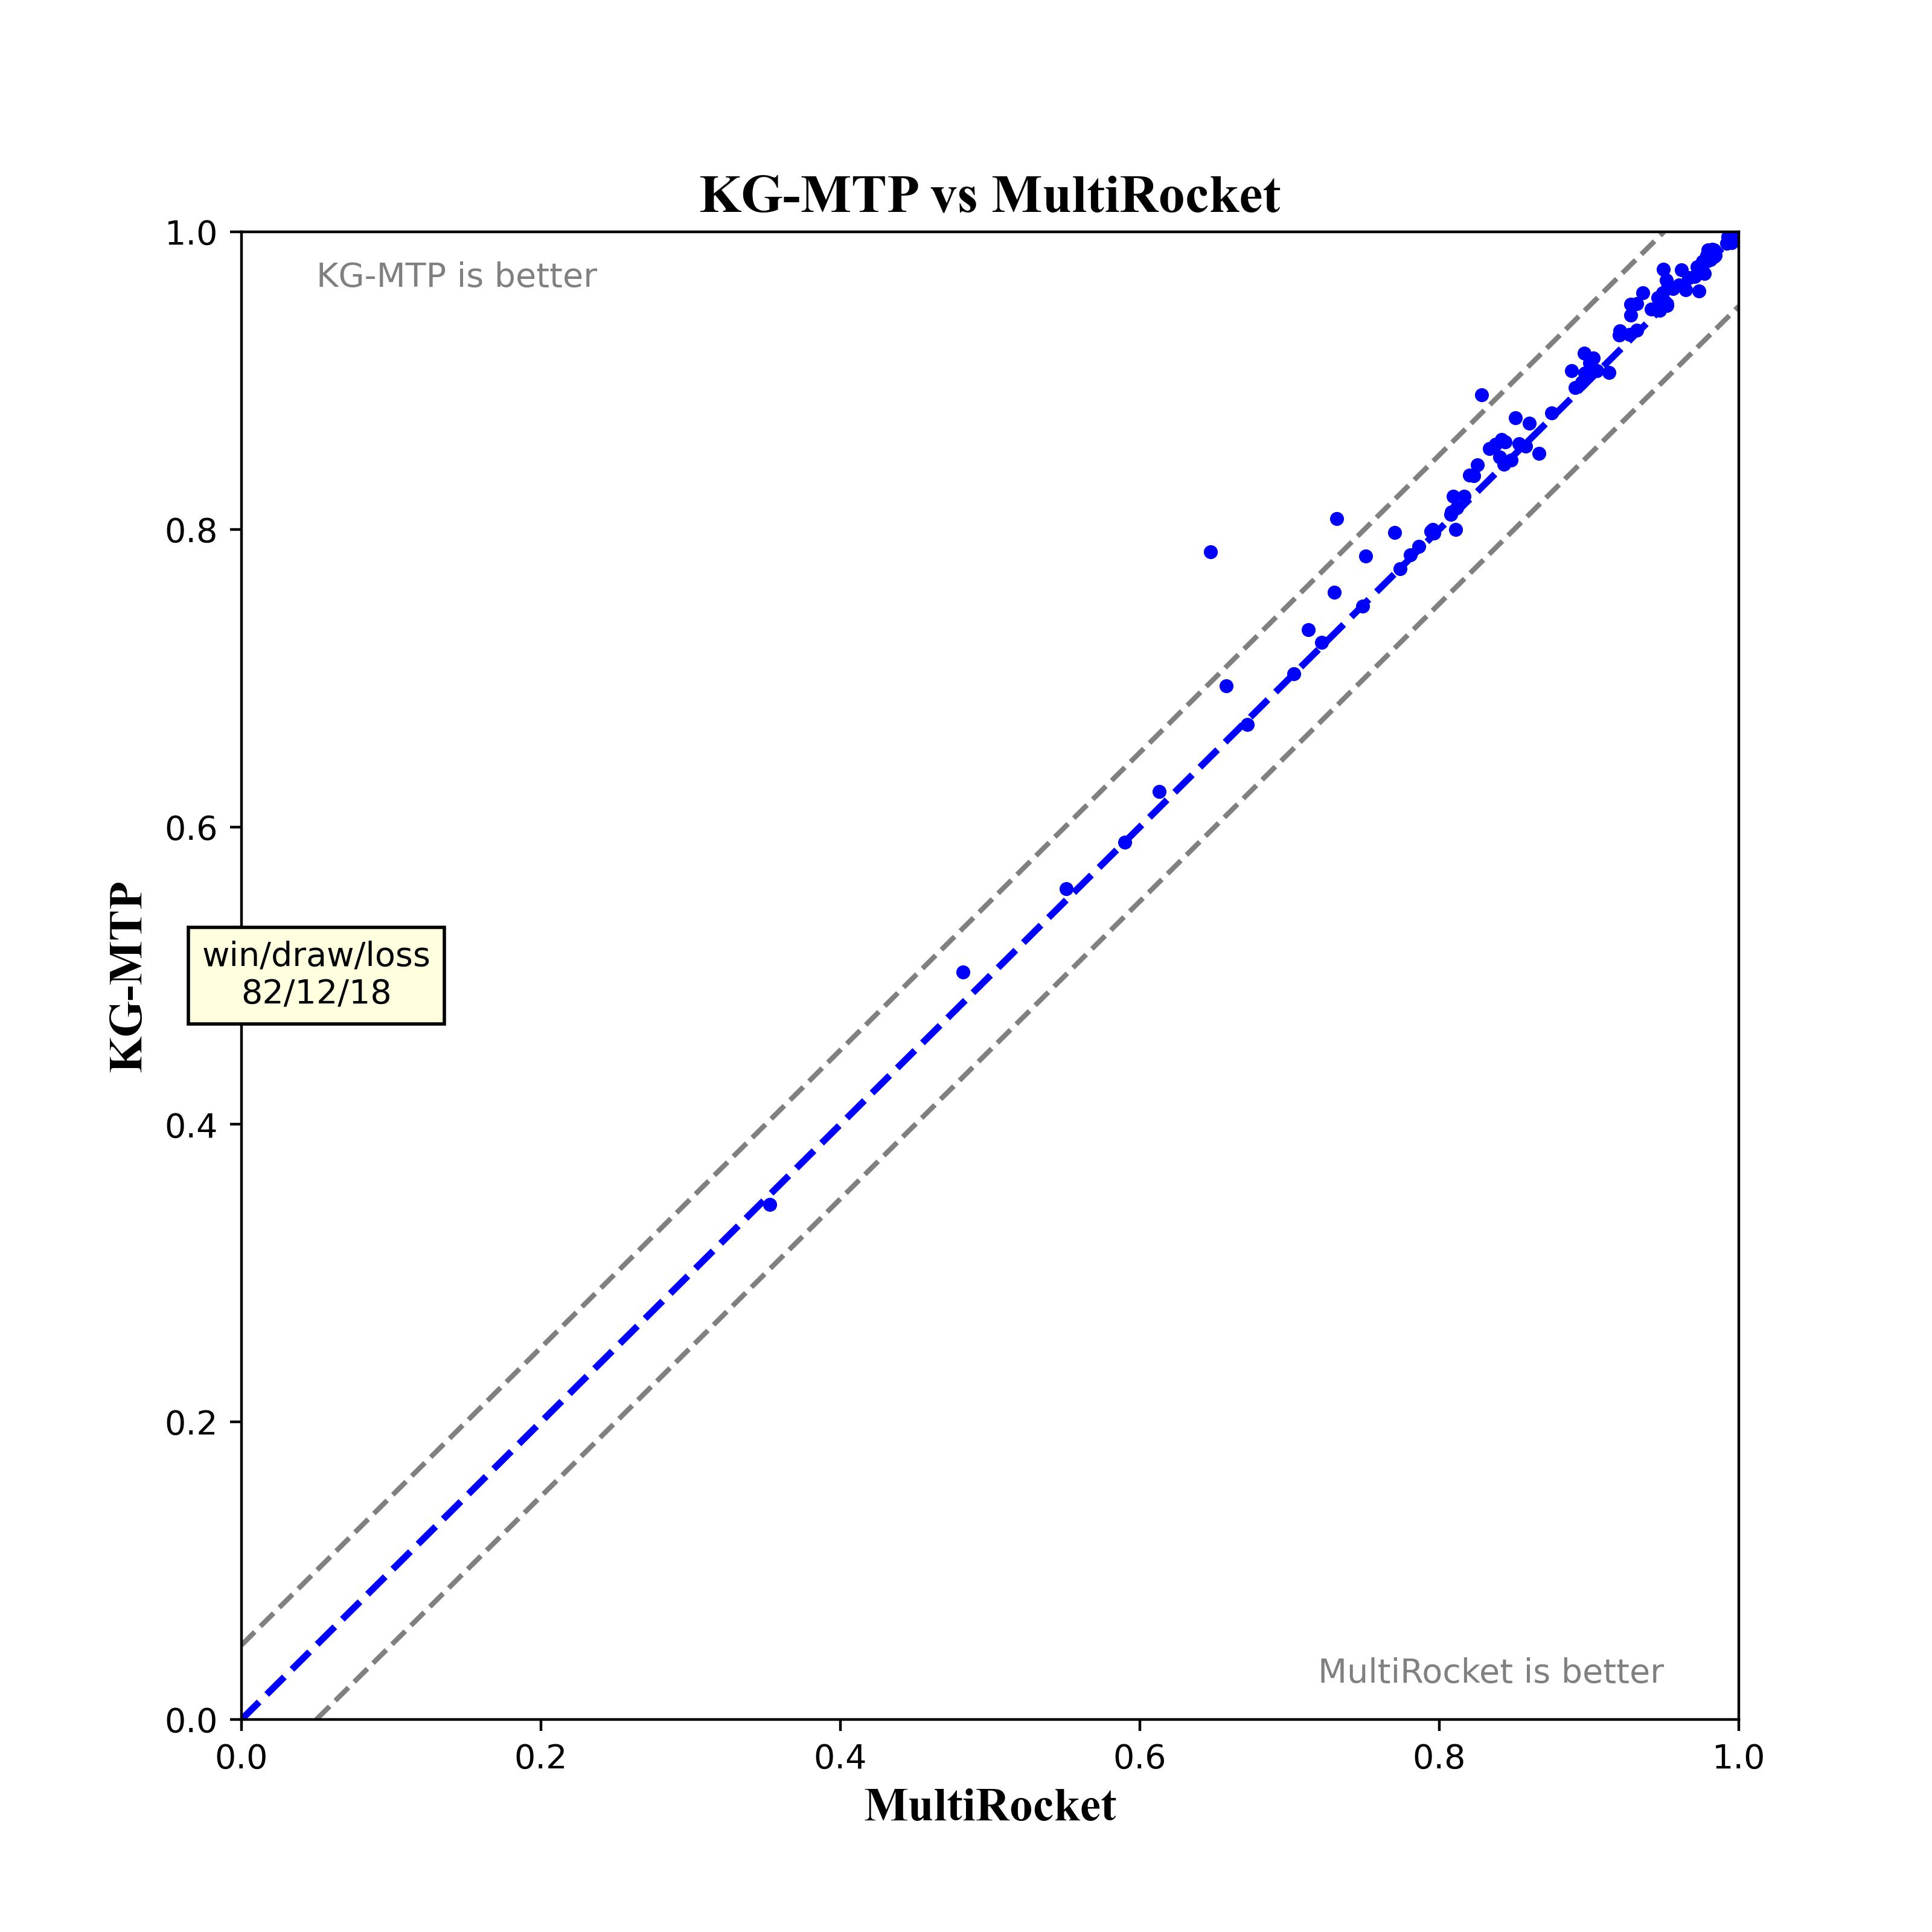 KG-MTP vs MultiRocket
1.0
KG-MTP is better
0.8
0.6
KG-MTP
win/draw/loss
82/12/18
0.4
0.2
MultiRocket is better
0.0
0.0 0.2 0.4 0.6 0.8 1.0
MultiRocket